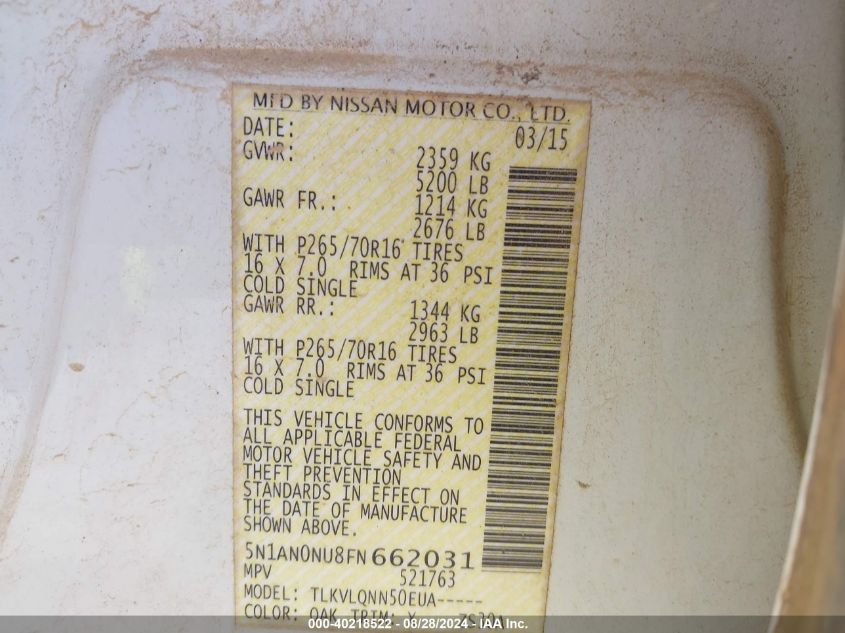 MFD BY NISSAN MOTOR CO., LTD.
DATE: 03/15
GVWR: 2359 KG
5200 LB
GAWR FR.: 1214 KG
2676 LB
WITH P265/70R16 TIRES
16 X 7.0 RIMS AT 36 PSI
COLD SINGLE
GAWR RR.: 1344 KG
2963 LB
WITH P265/70R16 TIRES
16 X 7.0 RIMS AT 36 PSI
COLD SINGLE
THIS VEHICLE CONFORMS TO
ALL APPLICABLE FEDERAL
MOTOR VEHICLE SAFETY AND
THEFT PREVENTION
STANDARDS IN EFFECT ON
THE DATE OF MANUFACTURE
SHOWN ABOVE.
5N1AN0NU8FN662031
MPV 521763
MODEL: TLKVLQNN50EUA-----
COLOR: QAK TRIM:
000-40218522 - 08/28/2024 - IAA Inc.